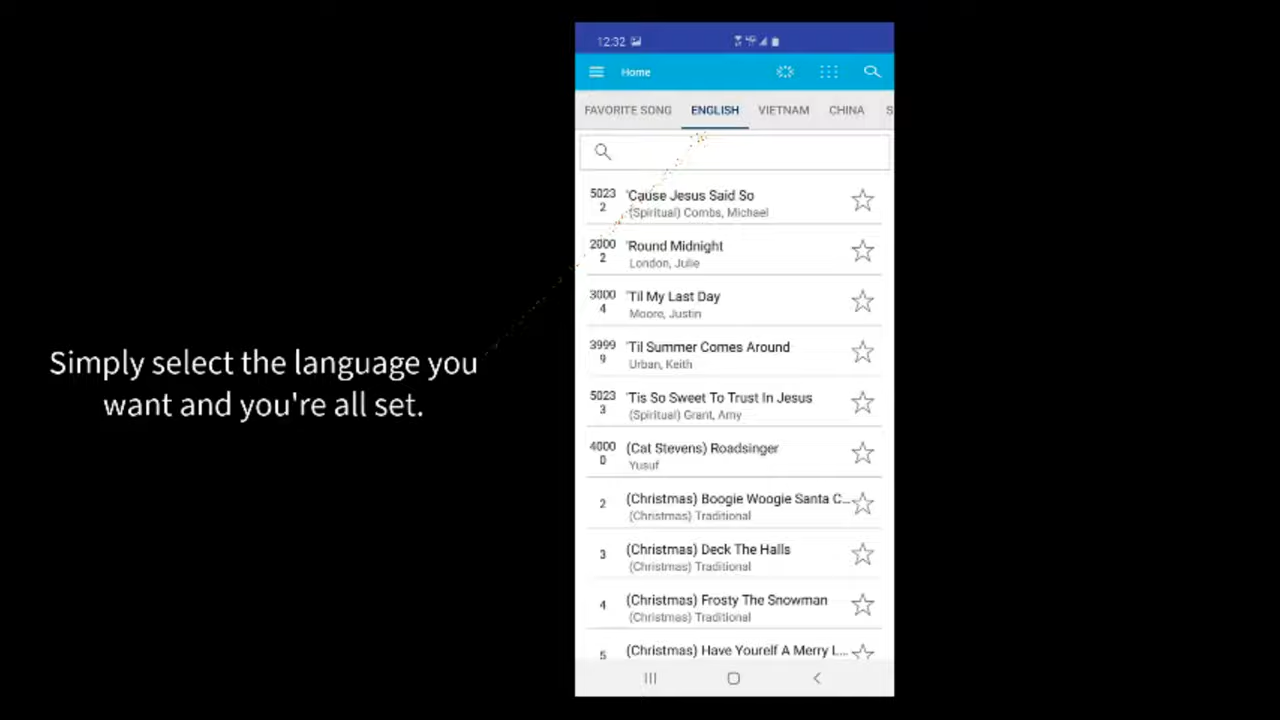 12:32
Home
FAVORITE SONG ENGLISH VIETNAM CHINA S
Simply select the language you
want and you're all set.
5023
2
'Cause Jesus Said So
(Spiritual) Combs, Michael
2000
2
'Round Midnight
London, Julie
3000
4
'Til My Last Day
Moore, Justin
3999
9
'Til Summer Comes Around
Urban, Keith
5023
3
'Tis So Sweet To Trust In Jesus
(Spiritual) Grant, Amy
4000
0
(Cat Stevens) Roadsinger
Yusuf
2
(Christmas) Boogie Woogie Santa C...
(Christmas) Traditional
3
(Christmas) Deck The Halls
(Christmas) Traditional
4
(Christmas) Frosty The Snowman
(Christmas) Traditional
5
(Christmas) Have Yourelf A Merry L...